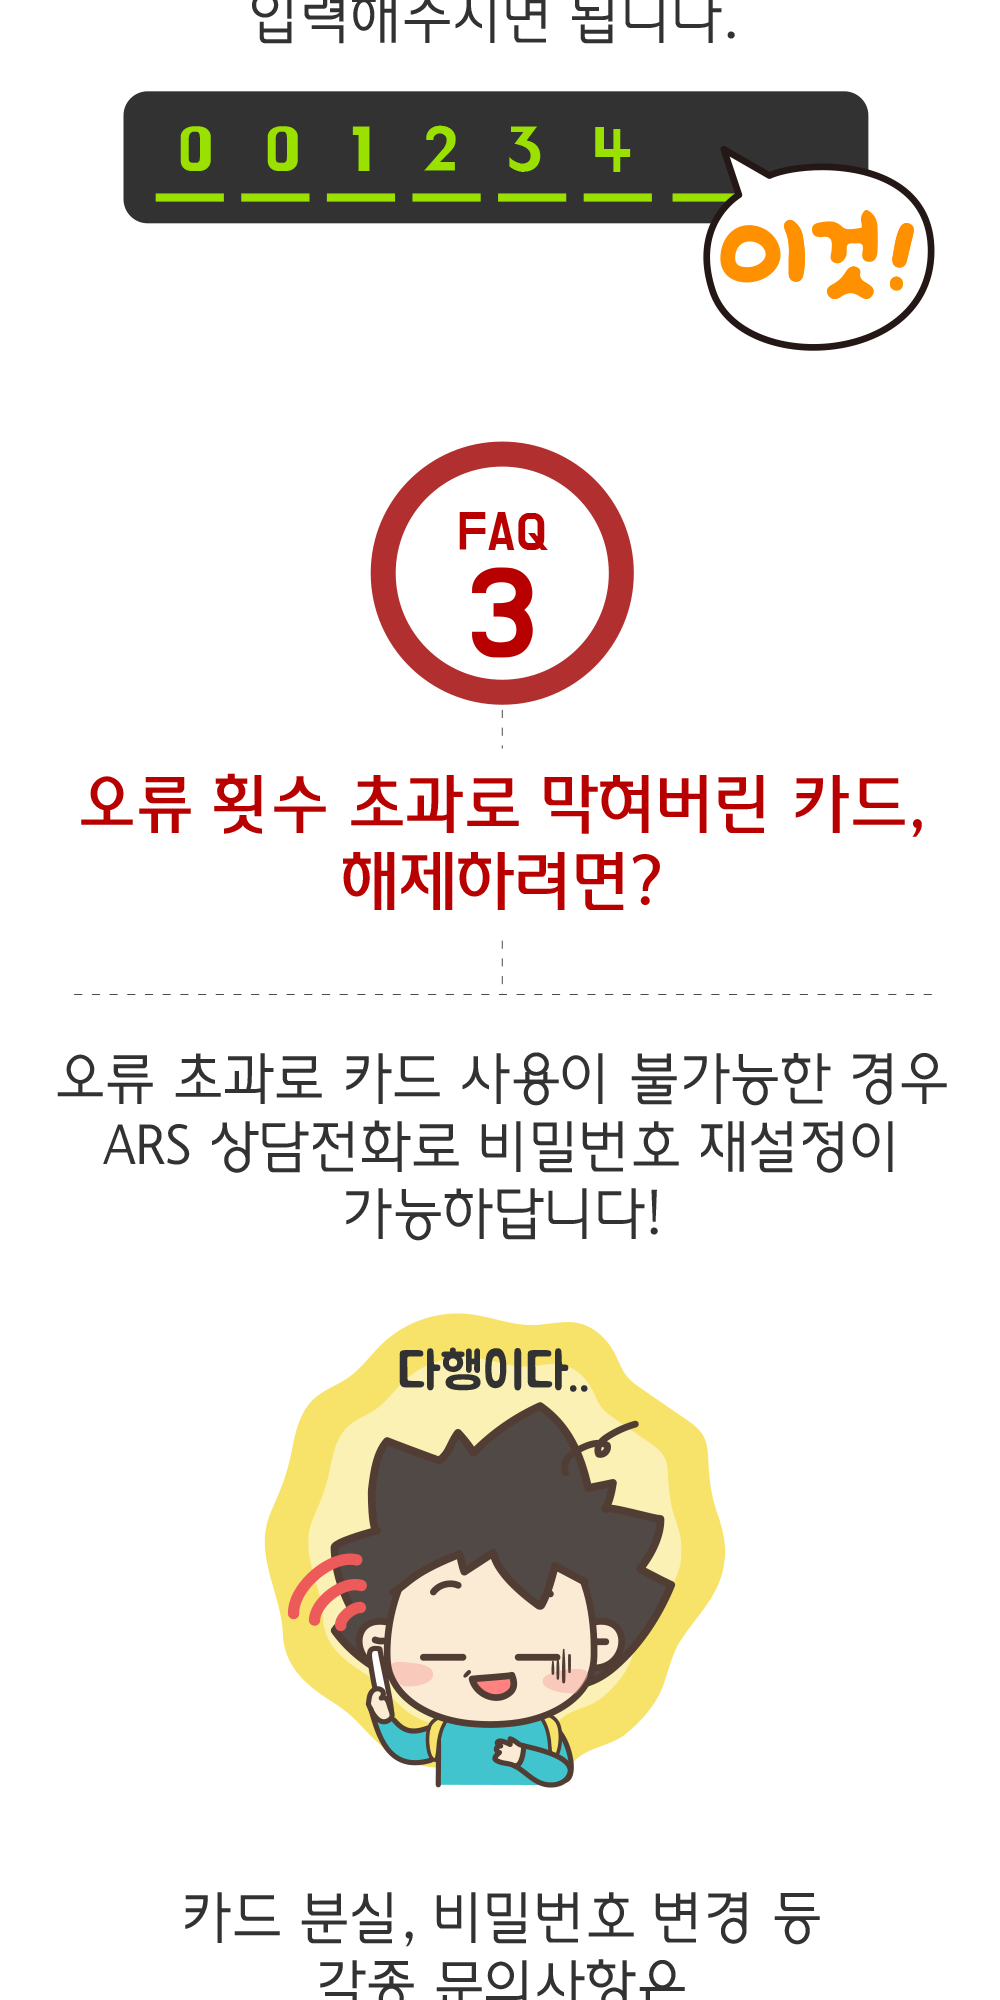 입력해주시면 됩니다.
0 0 1 2 3 4
이것!
FAQ
3
오류 횟수 초과로 막혀버린 카드,
해제하려면?
오류 초과로 카드 사용이 불가능한 경우
ARS 상담전화로 비밀번호 재설정이
가능하답니다!
다행이다..
카드 분실, 비밀번호 변경 등
각종 문의사항은